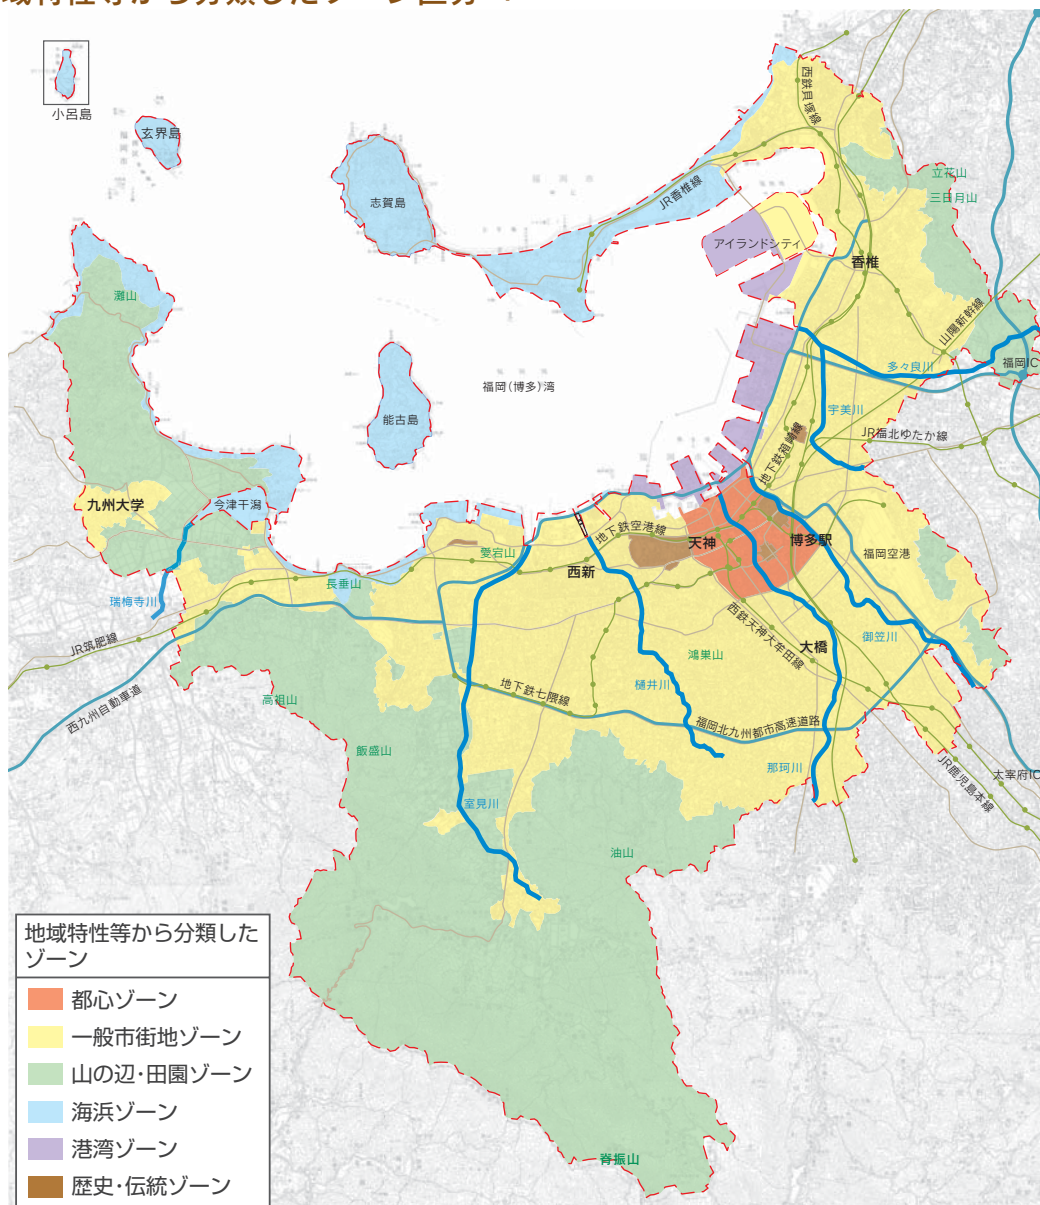 域特性等から分類したゾーン区分
小呂島
玄界島
志賀島
西鉄貝塚線
立花山
三日月山
JR香椎線
アイランドシティ
香椎
灘山
山陽新幹線
福岡IC
多々良川
能古島
福岡(博多)湾
宇美川
JR福北ゆたか線
地下鉄箱崎線
九州大学
今津干潟
地下鉄空港線
天神
博多駅
愛宕山
福岡空港
西新
長垂山
瑞梅寺川
JR筑肥線
西鉄天神大牟田線
大橋
御笠川
鴻巣山
樋井川
西九州自動車道
高祖山
地下鉄七隈線
福岡北九州都市高速道路
飯盛山
那珂川
JR鹿児島本線
太宰府IC
室見川
油山
脊振山
地域特性等から分類した
ゾーン
都心ゾーン
一般市街地ゾーン
山の辺・田園ゾーン
海浜ゾーン
港湾ゾーン
歴史・伝統ゾーン